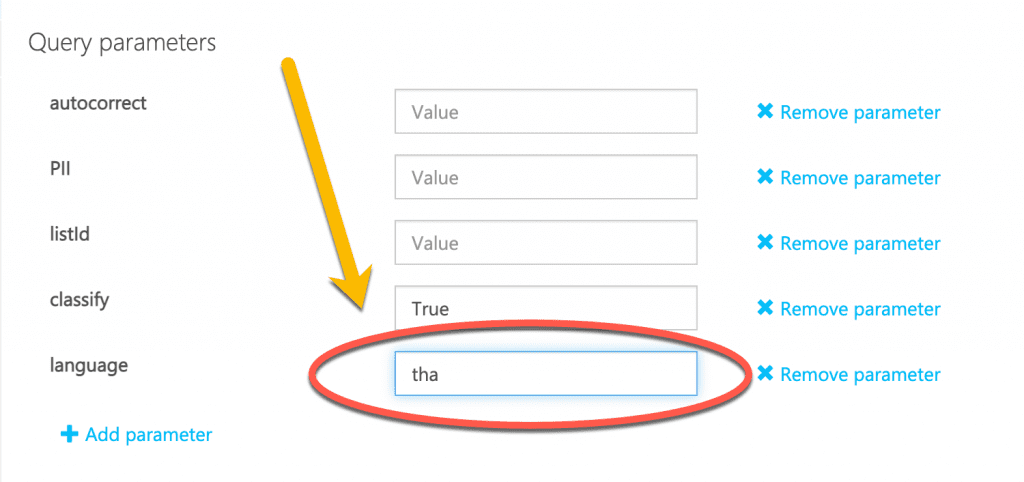 Query parameters
autocorrect
Value
Remove parameter
PII
Value
Remove parameter
listId
Value
Remove parameter
classify
True
Remove parameter
language
tha
Remove parameter
Add parameter